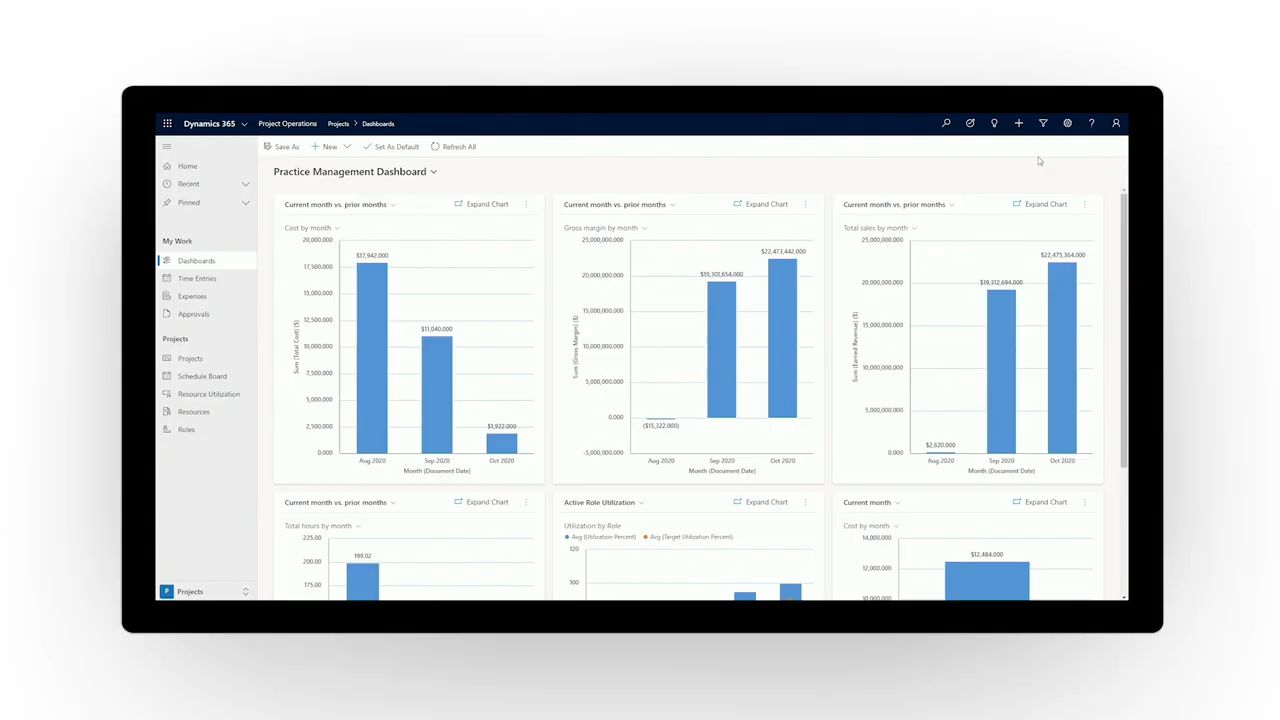 Dynamics 365 Project Operations Projects > Dashboards
Save As New Set As Default Refresh All
Practice Management Dashboard
Home
Recent
Pinned
My Work
Dashboards
Time Entries
Expenses
Approvals
Projects
Projects
Schedule Board
Resource Utilization
Resources
Roles
P Projects
Current month vs. prior months Expand Chart
Cost by month
20,000.000
17,500.000
15,000.000
12,500.000
10,000.000
7,500.000
5,000.000
2,500.000
0.000
Sum (Total Cost) ($)
$17,942.000
$11,040.000
$1,922.000
Aug 2020 Sep 2020 Oct 2020
Month (Document Date)
Current month vs. prior months Expand Chart
Gross margin by month
25,000,000.000
20,000,000.000
15,000,000.000
10,000,000.000
5,000,000.000
0.000
-5,000,000.000
Sum (Gross Margin) ($)
($15,322.000)
$19,301,654.000
$22,473,442.000
Aug 2020 Sep 2020 Oct 2020
Month (Document Date)
Current month vs. prior months Expand Chart
Total sales by month
25,000,000.000
20,000,000.000
15,000,000.000
10,000,000.000
5,000,000.000
0.000
Sum (Earned Revenue) ($)
$2,620.000
$19,312,694.000
$22,475,364.000
Aug 2020 Sep 2020 Oct 2020
Month (Document Date)
Current month vs. prior months Expand Chart
Total hours by month
225.00
200.00
175.00
199.02
Active Role Utilization Expand Chart
Utilization by Role
Avg (Utilization Percent) Avg (Target Utilization Percent)
120
100
Current month Expand Chart
Cost by month
14,000.000
12,000.000
10,000.000
$12,484.000